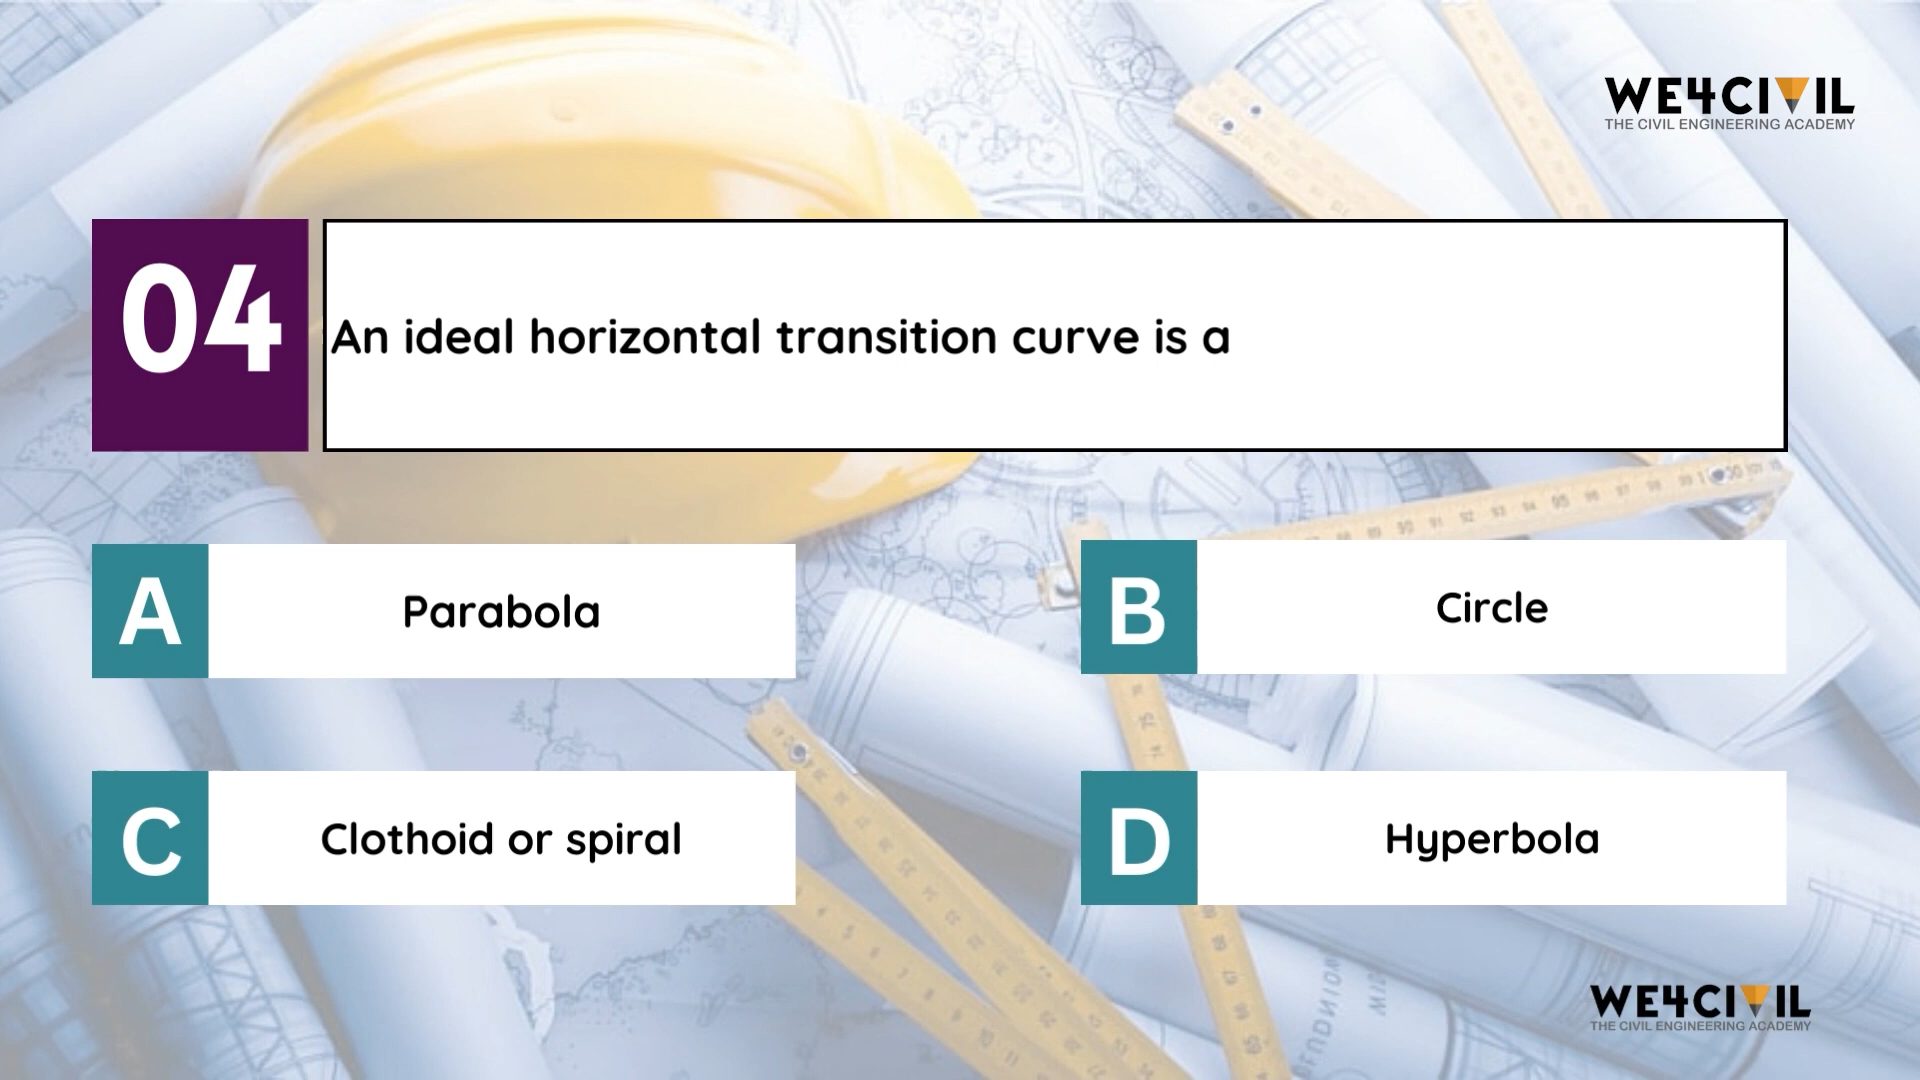 WE4CIVIL
THE CIVIL ENGINEERING ACADEMY
04
An ideal horizontal transition curve is a
A
Parabola
B
Circle
C
Clothoid or spiral
D
Hyperbola
WE4CIVIL
THE CIVIL ENGINEERING ACADEMY